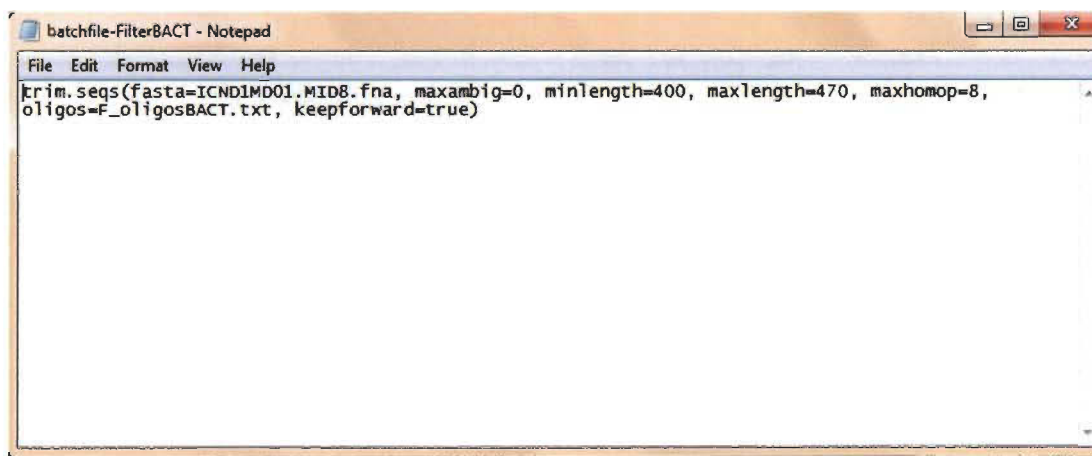 batchfile-FilterBACT - Notepad
File Edit Format View Help
trim.seqs(fasta=ICND1MD01.MID8.fna, maxambig=0, minlength=400, maxlength=470, maxhomop=8,
oligos=F_oligosBACT.txt, keepforward=true)